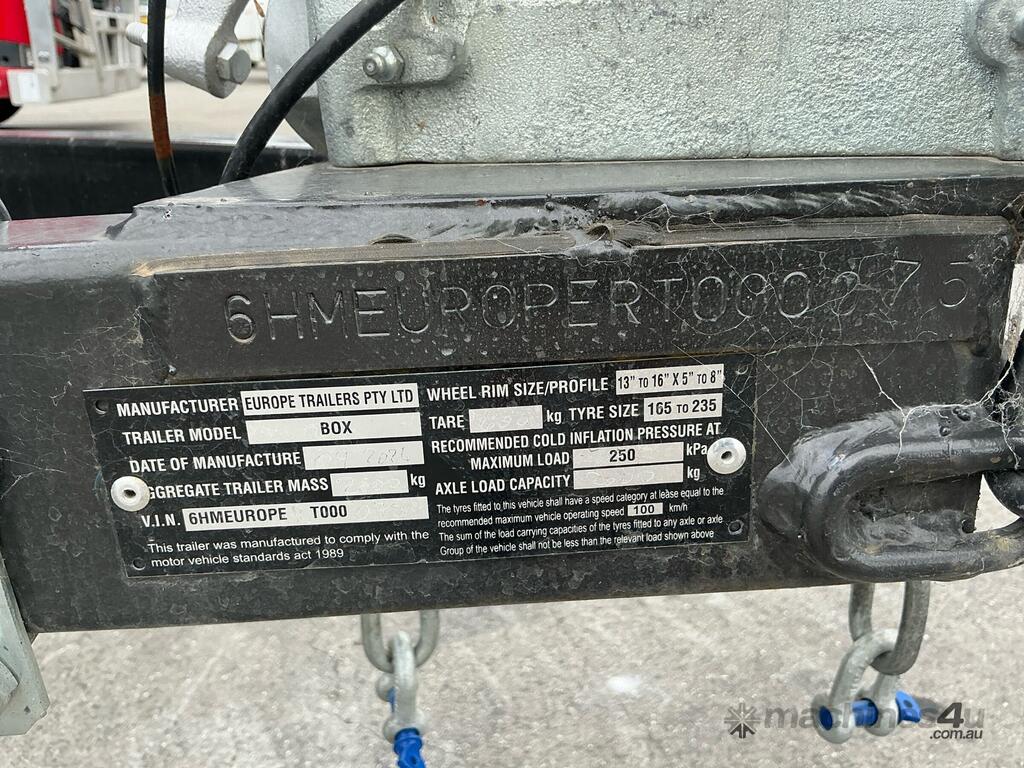 6HMEUROPERT000275
MANUFACTURER EUROPE TRAILERS PTY LTD
TRAILER MODEL BOX
DATE OF MANUFACTURE
AGGREGATE TRAILER MASS kg
V.I.N. 6HMEUROPE T000
This trailer was manufactured to comply with the
motor vehicle standards act 1989
WHEEL RIM SIZE/PROFILE 13" TO 16" X 5" TO 8"
TARE kg TYRE SIZE 165 TO 235
RECOMMENDED COLD INFLATION PRESSURE AT
MAXIMUM LOAD 250 kPa
AXLE LOAD CAPACITY kg
The tyres fitted to this vehicle shall have a speed category at lease equal to the
recommended maximum vehicle operating speed 100 km/h
The sum of the load carrying capacities of the tyres fitted to any axle or axle
Group of the vehicle shall not be less than the relevant load shown above
machines4u
.com.au